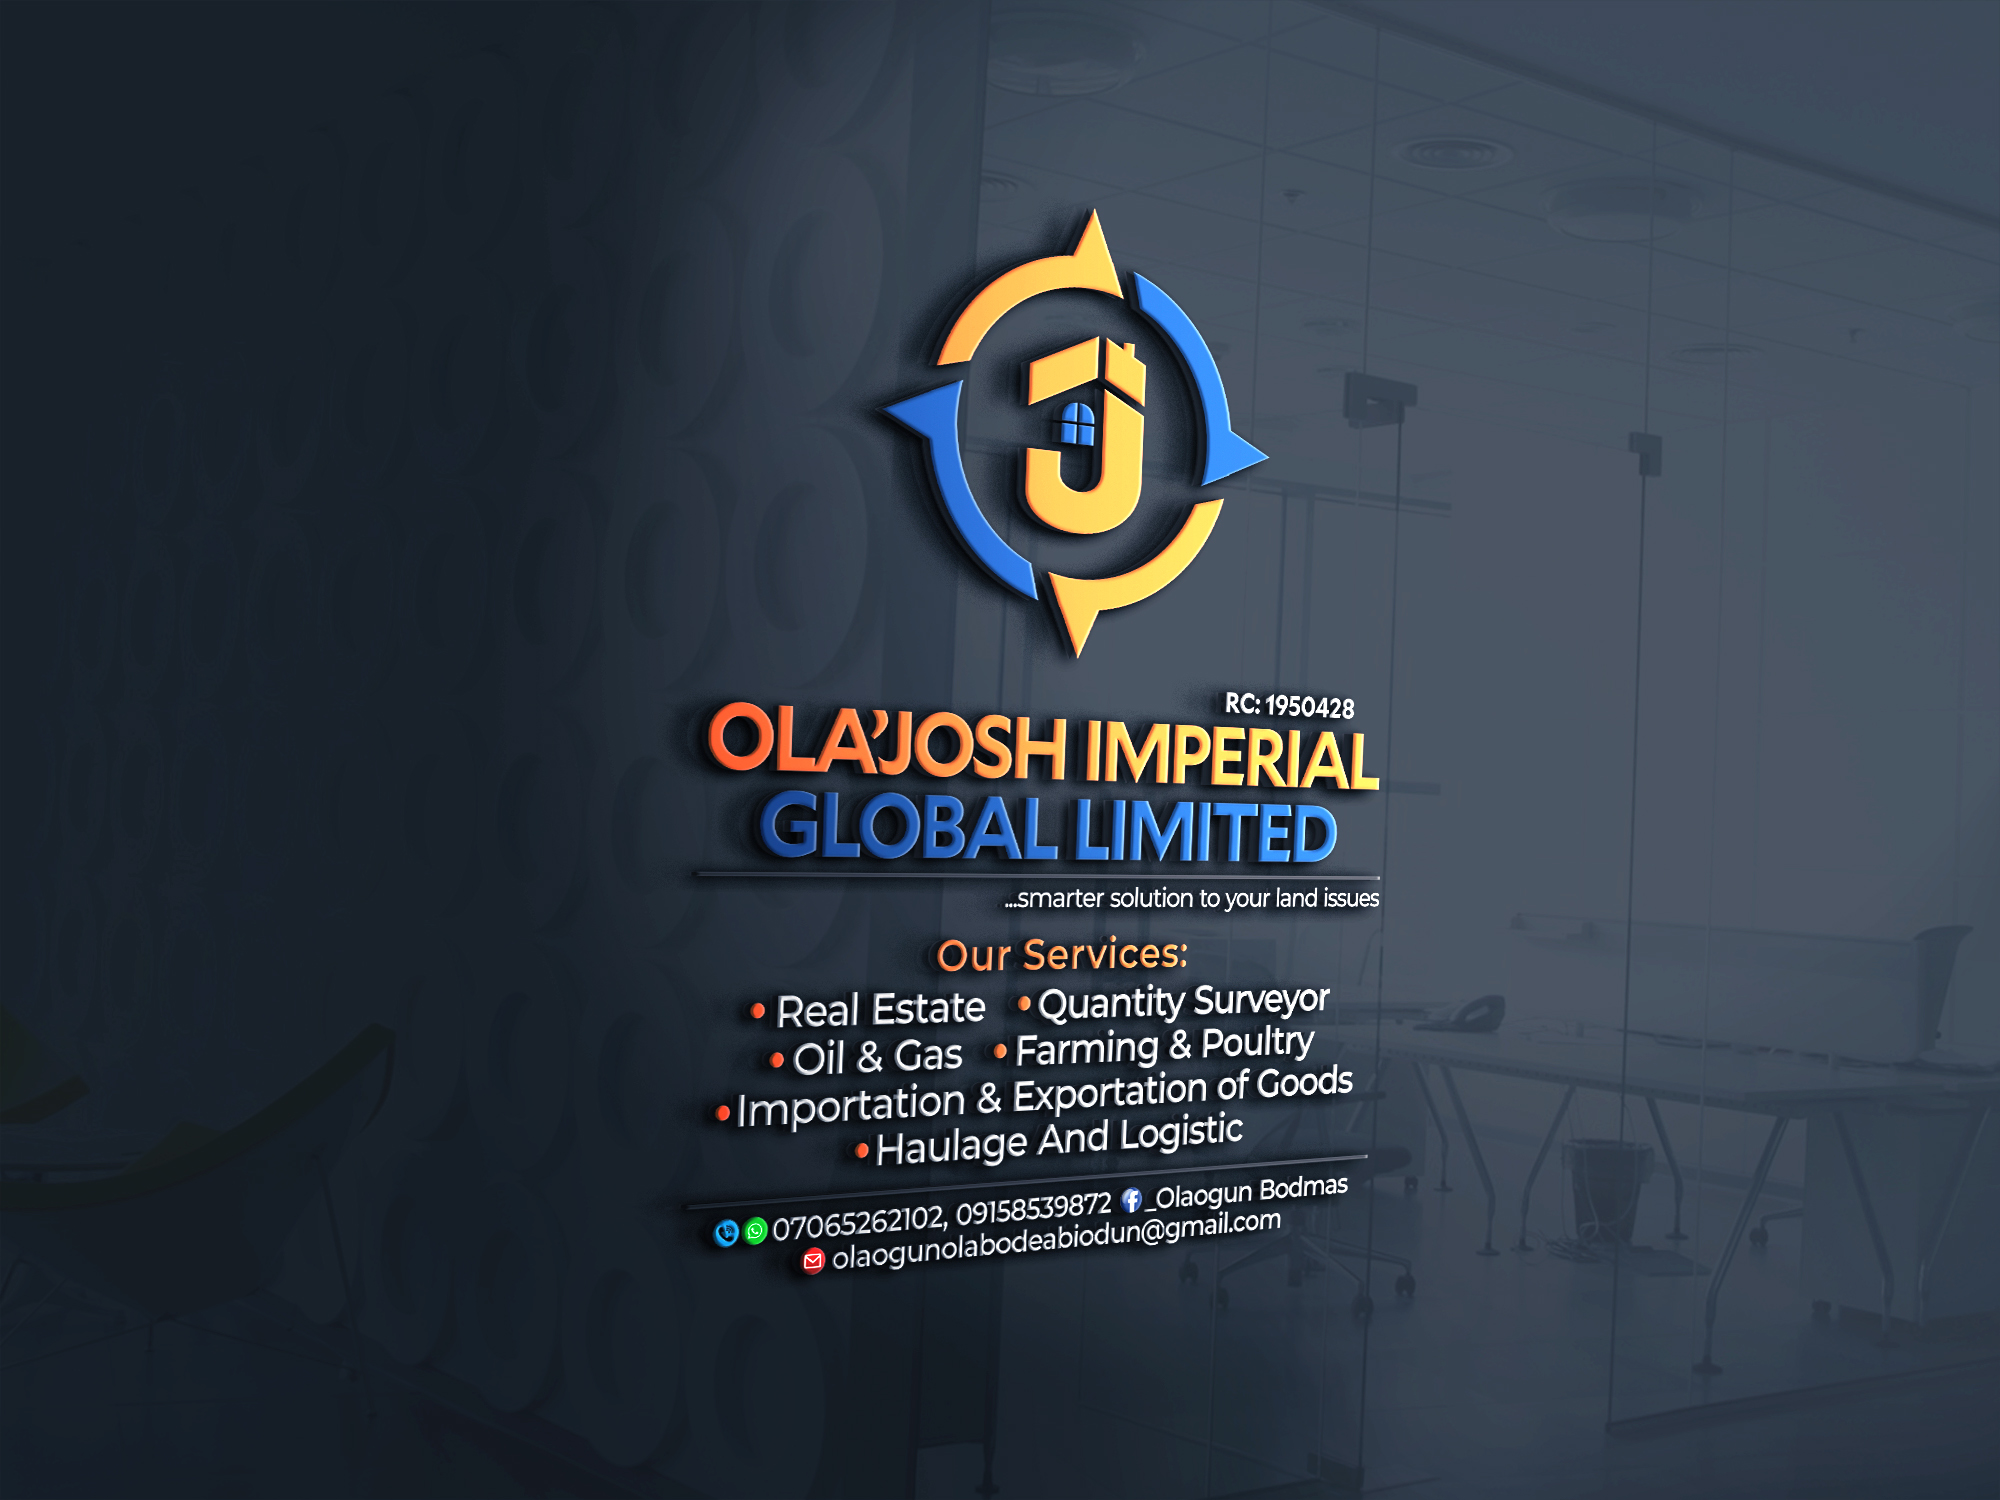 RC: 1950428
OLA'JOSH IMPERIAL
GLOBAL LIMITED
...smarter solution to your land issues
Our Services:
• Real Estate • Quantity Surveyor
• Oil & Gas • Farming & Poultry
• Importation & Exportation of Goods
• Haulage And Logistic
07065262102, 09158539872 f_Olaogun Bodmas
olaogunolabodeabiodun@gmail.com